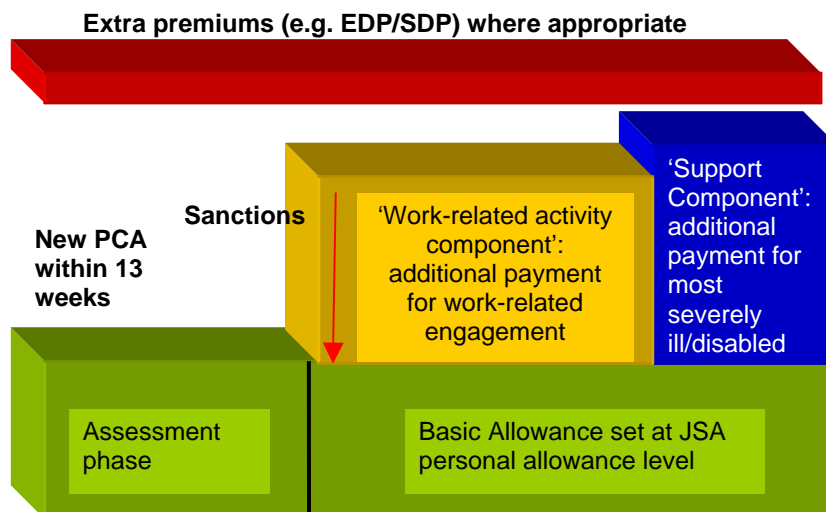 Extra premiums (e.g. EDP/SDP) where appropriate
Sanctions
New PCA
within 13
weeks
‘Work-related activity
component’:
additional payment
for work-related
engagement
‘Support
Component’:
additional
payment for
most
severely
ill/disabled
Assessment
phase
Basic Allowance set at JSA
personal allowance level